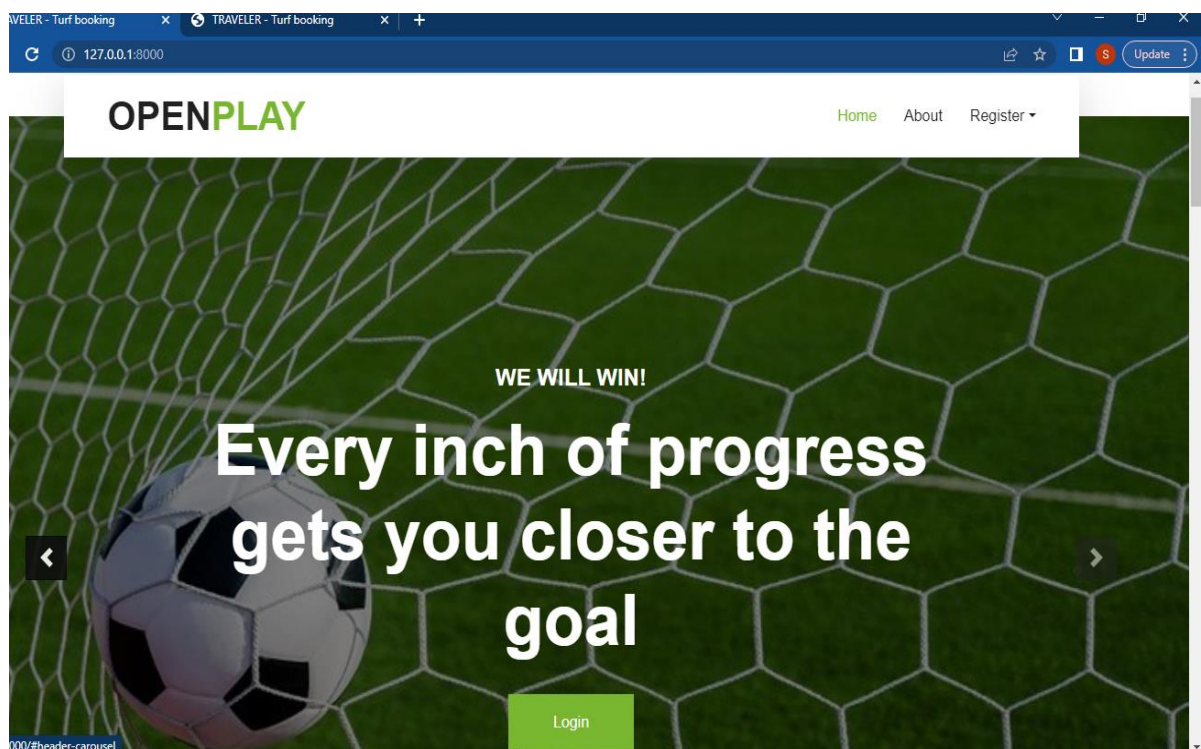 AVELER - Turf booking
TRAVELER - Turf booking
127.0.0.1:8000
S
Update
OPENPLAY
Home About Register
WE WILL WIN!
Every inch of progress
gets you closer to the
goal
Login
000/#header-carousel